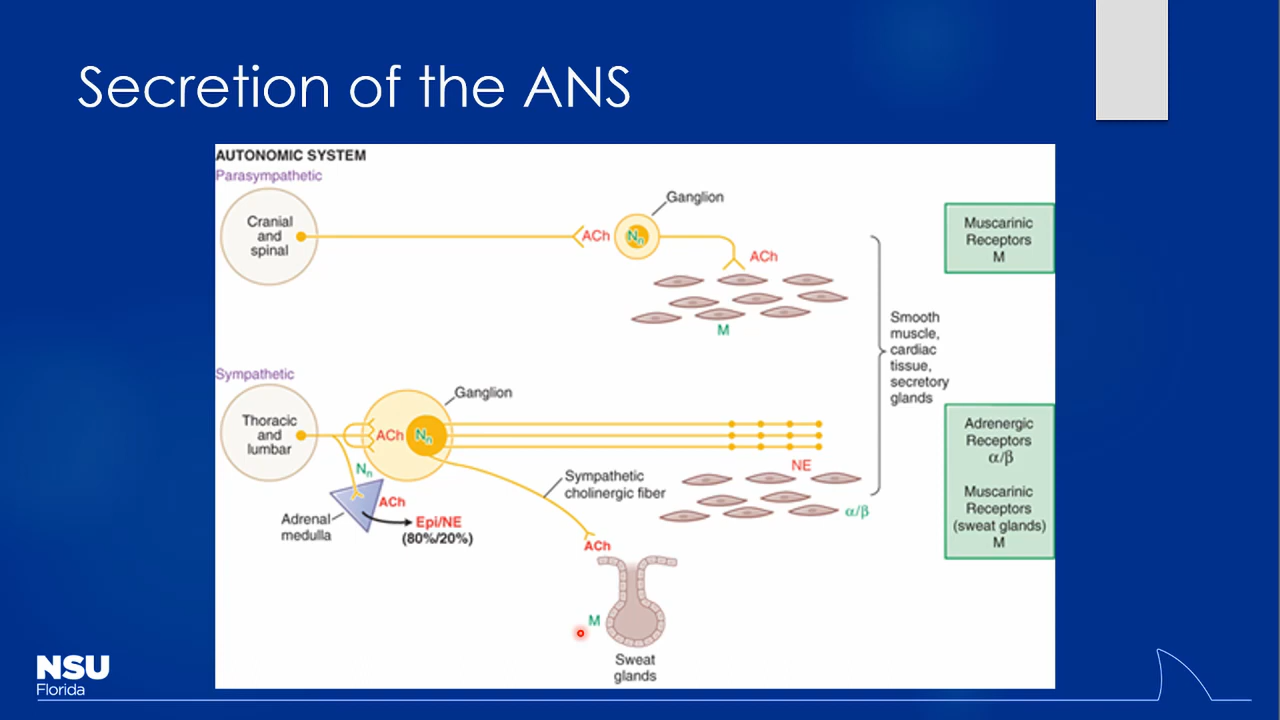 Secretion of the ANS
AUTONOMIC SYSTEM
Parasympathetic
Cranial
and
spinal
ACh
Nn
Ganglion
ACh
M
Muscarinic
Receptors
M
Smooth
muscle,
cardiac
tissue,
secretory
glands
Sympathetic
Thoracic
and
lumbar
ACh
Nn
Ganglion
Nn
ACh
Adrenal
medulla
Epi/NE
(80%/20%)
Sympathetic
cholinergic fiber
NE
α/β
ACh
M
Sweat
glands
Adrenergic
Receptors
α/β
Muscarinic
Receptors
(sweat glands)
M
NSU
Florida